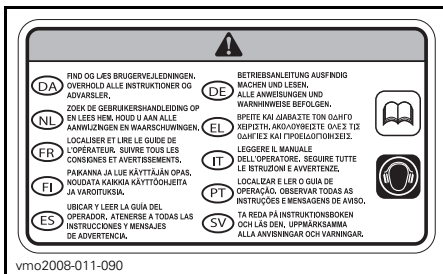 DA
FIND OG LÆS BRUGERVEJLEDNINGEN.
OVERHOLD ALLE INSTRUKTIONER OG
ADVARSLER.
NL
ZOEK DE GEBRUIKERSHANDLEIDING OP
EN LEES HEM. HOUD U AAN ALLE
AANWIJZINGEN EN WAARSCHUWINGEN.
FR
LOCALISER ET LIRE LE GUIDE DE
L'OPÉRATEUR. SUIVRE TOUS LES
CONSIGNES ET AVERTISSEMENTS.
FI
PAIKANNA JA LUE KÄYTTÄJÄN OPAS.
NOUDATA KAIKKIA KÄYTTÖOHJEITA
JA VAROITUKSIA.
ES
UBICAR Y LEER LA GUÍA DEL
OPERADOR, ATENERSE A TODAS LAS
INSTRUCCIONES Y MENSAJES
DE ADVERTENCIA.
DE
BETRIEBSANLEITUNG AUSFINDIG
MACHEN UND LESEN.
ALLE ANWEISUNGEN UND
WARNHINWEISE BEFOLGEN.
EL
ΒΡΕΙΤΕ ΚΑΙ ΔΙΑΒΑΣΤΕ ΤΟΝ ΟΔΗΓΟ
ΧΕΙΡΙΣΤΗ, ΑΚΟΛΟΥΘΕΙΣΤΕ ΟΛΕΣ ΤΙΣ
ΟΔΗΓΙΕΣ ΚΑΙ ΠΡΟΕΙΔΟΠΟΙΗΣΕΙΣ.
IT
LEGGERE IL MANUALE
DELL'OPERATORE. SEGUIRE TUTTE
LE ISTRUZIONI E AVVERTENZE.
PT
LOCALIZAR E LER O GUIA DE
OPERAÇÃO. OBSERVAR TODAS AS
INSTRUÇÕES E MENSAGENS DE AVISO.
SV
TA REDA PÅ INSTRUKTIONSBOKEN
OCH LÄS DEN, UPPMÄRKSAMMA
ALLA ANVISNINGAR OCH VARNINGAR.
vmo2008-011-090